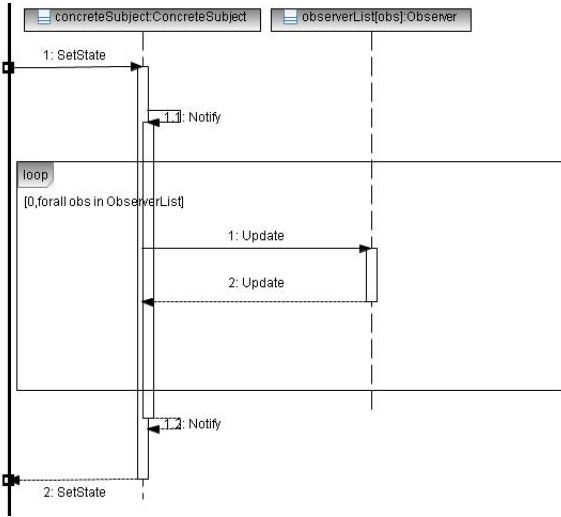 concreteSubject:ConcreteSubject
observerList[obs]:Observer
1: SetState
1.1: Notify
loop
[0,forall obs in ObserverList]
1: Update
2: Update
1.2: Notify
2: SetState